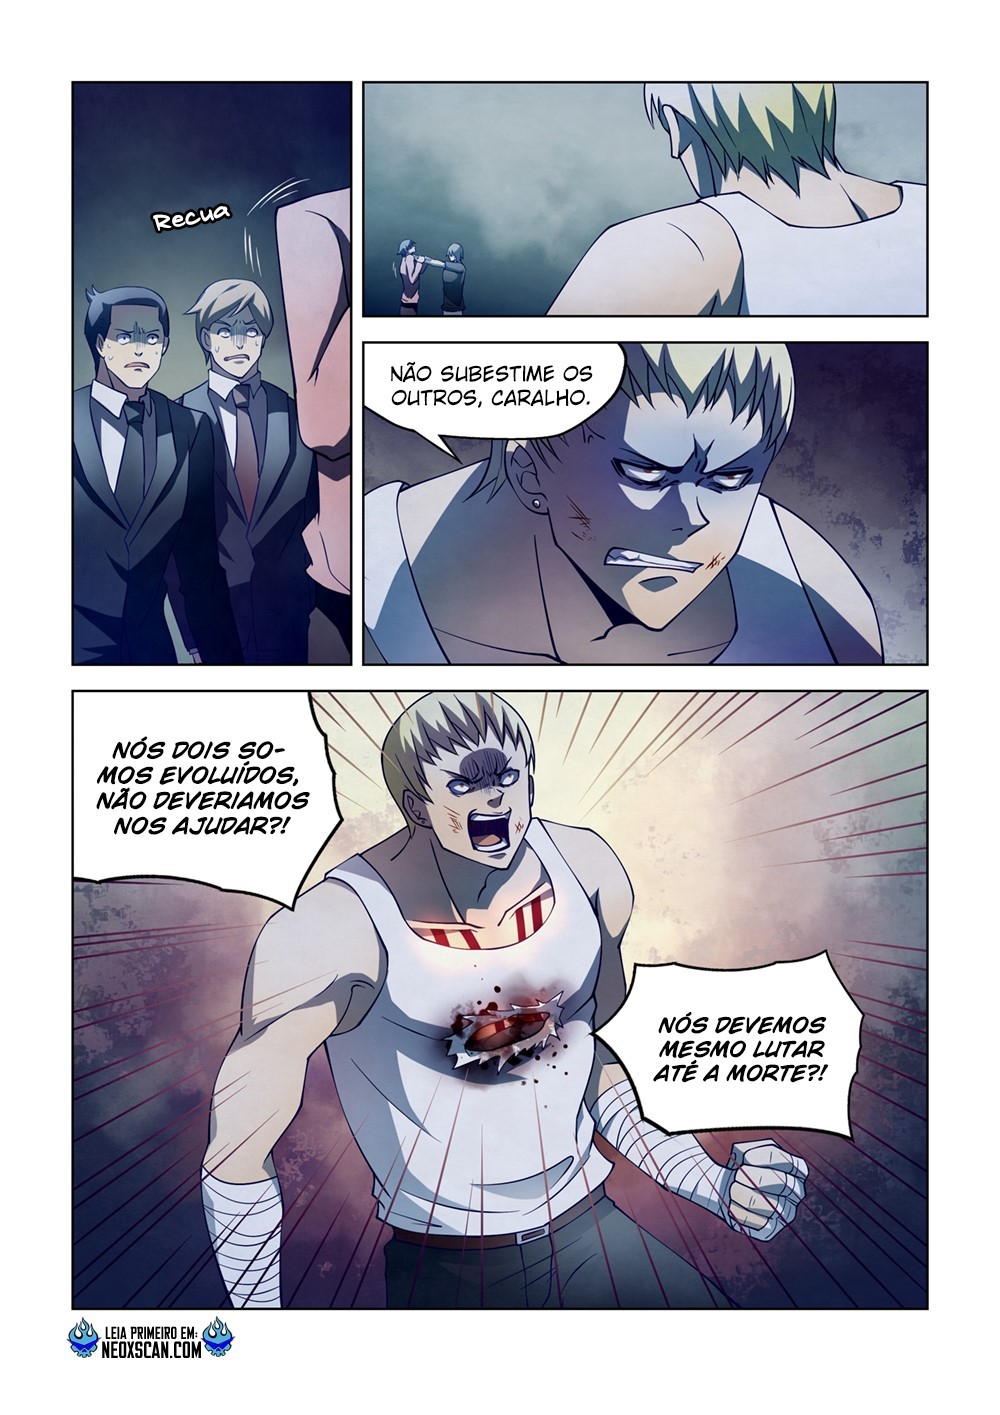 Recua
NÃO SUBESTIME OS
OUTROS, CARALHO.
NÓS DOIS SO-
MOS EVOLUÍDOS,
NÃO DEVERIAMOS
NOS AJUDAR?!
NÓS DEVEMOS
MESMO LUTAR
ATÉ A MORTE?!
LEIA PRIMEIRO EM:
NEOXSCAN.COM